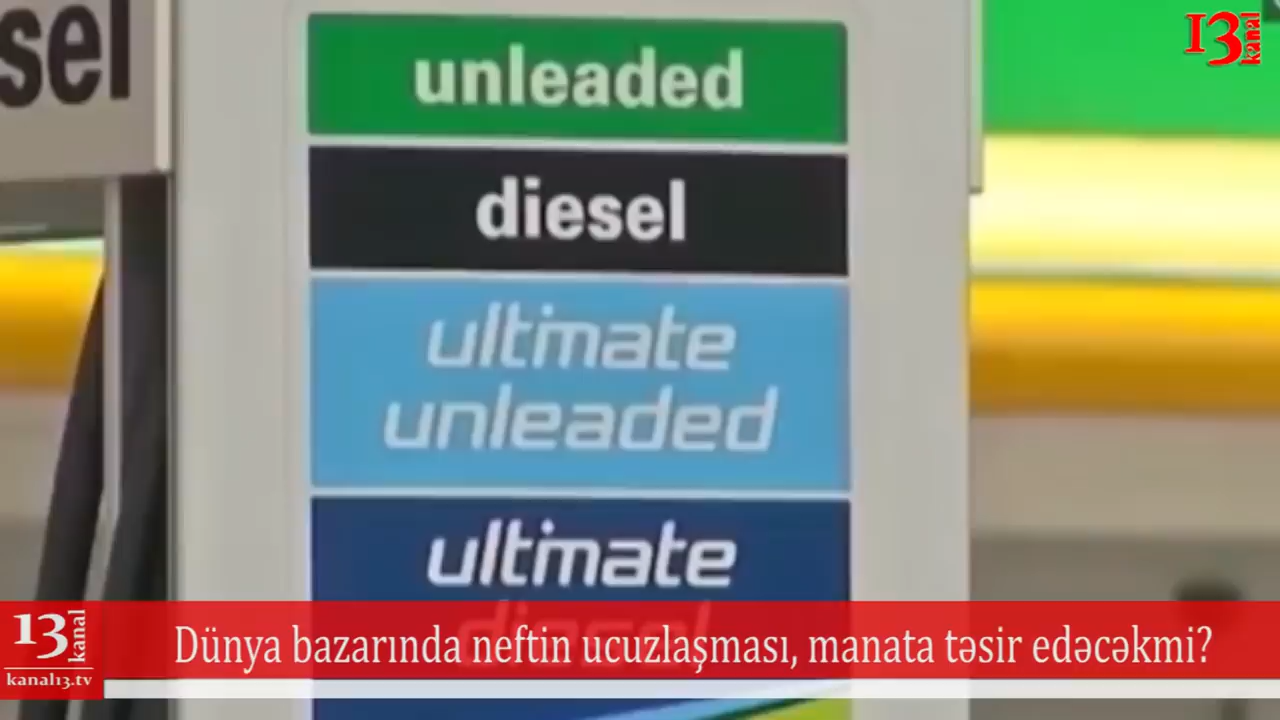 sel
13
kanal
unleaded
diesel
ultimate
unleaded
ultimate
diesel
13
kanal
kanal13.tv
Dünya bazarında neftin ucuzlaşması, manata təsir edəcəkmi?